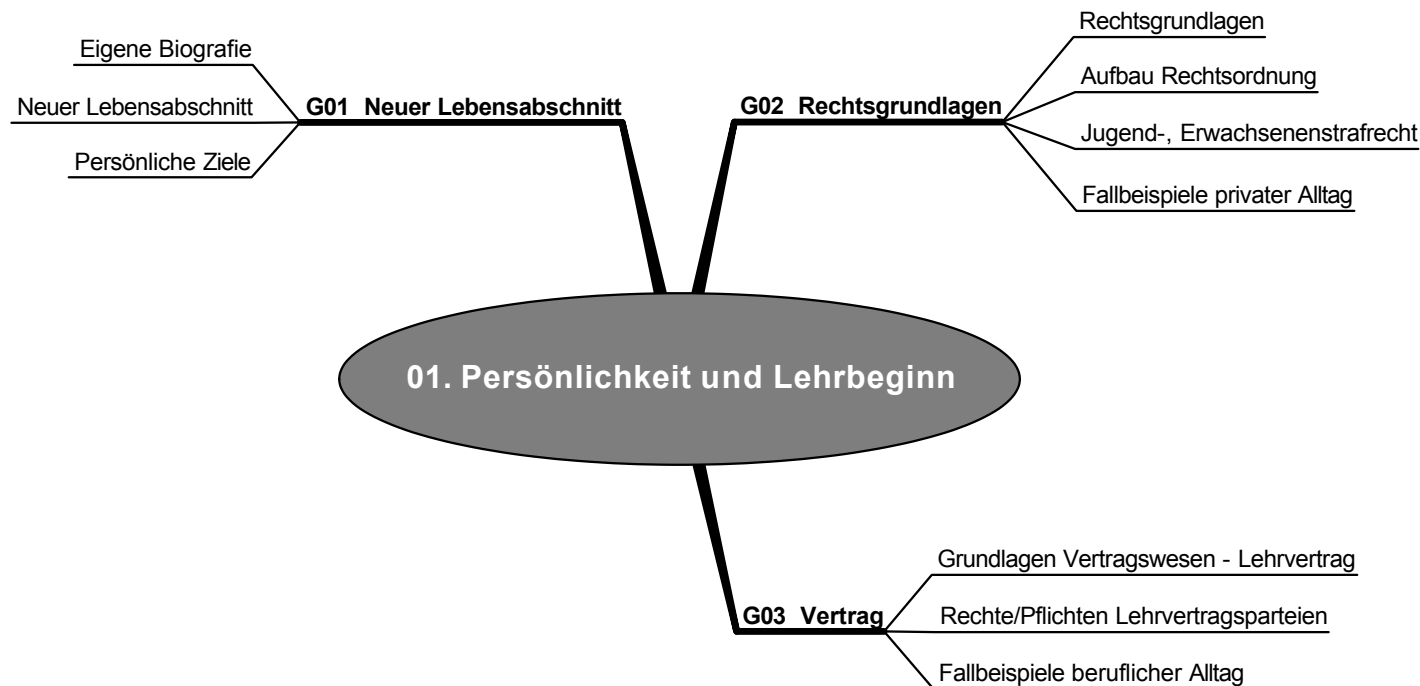 Eigene Biografie
Neuer Lebensabschnitt
Persönliche Ziele
G01 Neuer Lebensabschnitt
G02 Rechtsgrundlagen
Rechtsgrundlagen
Aufbau Rechtsordnung
Jugend-, Erwachsenenstrafrecht
Fallbeispiele privater Alltag
01. Persönlichkeit und Lehrbeginn
G03 Vertrag
Grundlagen Vertragswesen - Lehrvertrag
Rechte/Pflichten Lehrvertragsparteien
Fallbeispiele beruflicher Alltag